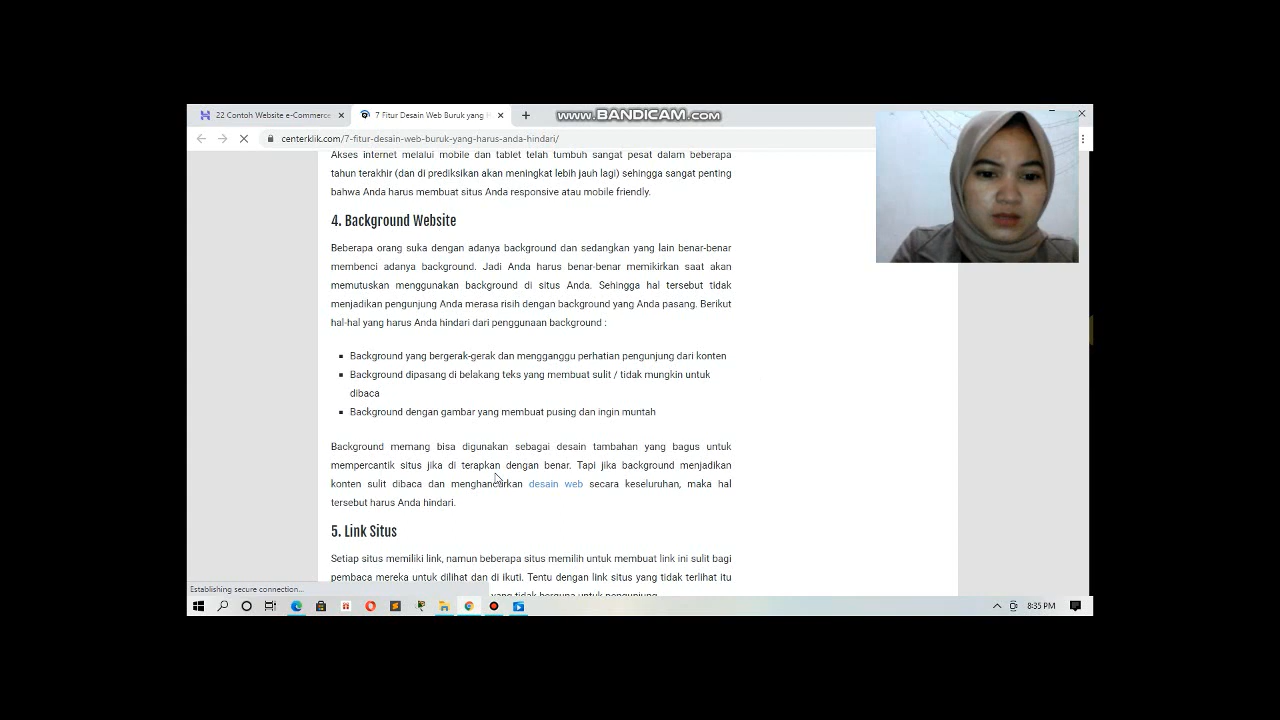 22 Contoh Website e-Commerce
7 Fitur Desain Web Buruk yang H
www.BANDICAM.com
centerklik.com/7-fitur-desain-web-buruk-yang-harus-anda-hindari/
Akses internet melalui mobile dan tablet telah tumbuh sangat pesat dalam beberapa
tahun terakhir (dan di prediksikan akan meningkat lebih jauh lagi) sehingga sangat penting
bahwa Anda harus membuat situs Anda responsive atau mobile friendly.
4. Background Website
Beberapa orang suka dengan adanya background dan sedangkan yang lain benar-benar
membenci adanya background. Jadi Anda harus benar-benar memikirkan saat akan
memutuskan menggunakan background di situs Anda. Sehingga hal tersebut tidak
menjadikan pengunjung Anda merasa risih dengan background yang Anda pasang. Berikut
hal-hal yang harus Anda hindari dari penggunaan background :
▪ Background yang bergerak-gerak dan mengganggu perhatian pengunjung dari konten
▪ Background dipasang di belakang teks yang membuat sulit / tidak mungkin untuk
dibaca
▪ Background dengan gambar yang membuat pusing dan ingin muntah
Background memang bisa digunakan sebagai desain tambahan yang bagus untuk
mempercantik situs jika di terapkan dengan benar. Tapi jika background menjadikan
konten sulit dibaca dan menghancurkan desain web secara keseluruhan, maka hal
tersebut harus Anda hindari.
5. Link Situs
Setiap situs memiliki link, namun beberapa situs memilih untuk membuat link ini sulit bagi
pembaca mereka untuk dilihat dan di ikuti. Tentu dengan link situs yang tidak terlihat itu
yang tidak berguna untuk pengunjung
Establishing secure connection...
8:35 PM